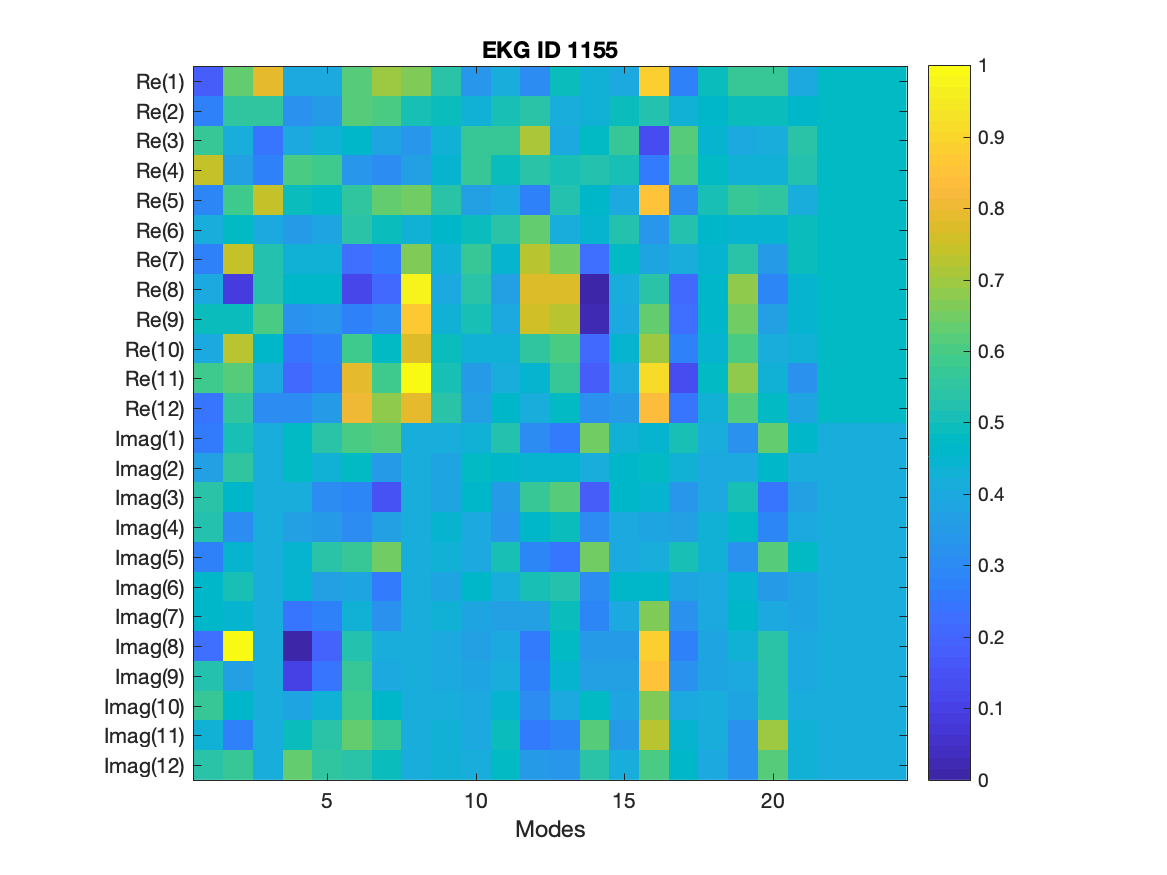 EKG ID 1155
Re(1)
Re(2)
Re(3)
Re(4)
Re(5)
Re(6)
Re(7)
Re(8)
Re(9)
Re(10)
Re(11)
Re(12)
Imag(1)
Imag(2)
Imag(3)
Imag(4)
Imag(5)
Imag(6)
Imag(7)
Imag(8)
Imag(9)
Imag(10)
Imag(11)
Imag(12)
5 10 15 20
Modes
1
0.9
0.8
0.7
0.6
0.5
0.4
0.3
0.2
0.1
0